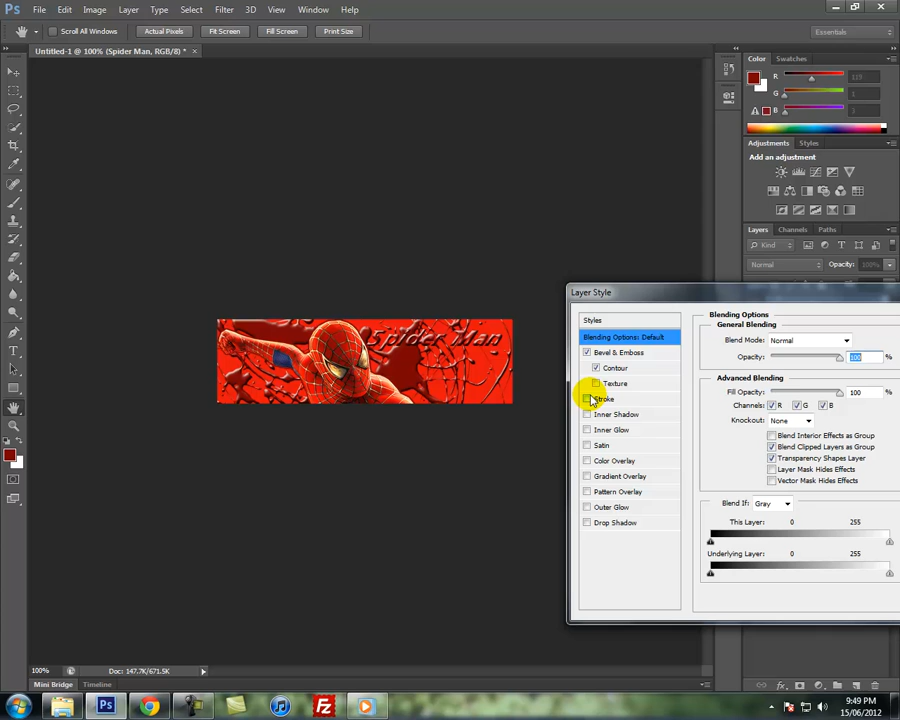 Ps File Edit Image Layer Type Select Filter 3D View Window Help
Scroll All Windows Actual Pixels Fit Screen Fill Screen Print Size Essentials
Untitled-1 @ 100% (Spider Man, RGB/8) * ×
Color Swatches
R 119
G 1
B 3
Adjustments Styles
Add an adjustment
Layers Channels Paths
Kind
Normal Opacity: 100%
Spider Man
Layer Style
Styles
Blending Options: Default
Bevel & Emboss
Contour
Texture
Stroke
Inner Shadow
Inner Glow
Satin
Color Overlay
Gradient Overlay
Pattern Overlay
Outer Glow
Drop Shadow
Blending Options
General Blending
Blend Mode: Normal
Opacity: 100 %
Advanced Blending
Fill Opacity: 100 %
Channels: R G B
Knockout: None
Blend Interior Effects as Group
Blend Clipped Layers as Group
Transparency Shapes Layer
Layer Mask Hides Effects
Vector Mask Hides Effects
Blend If: Gray
This Layer: 0 255
Underlying Layer: 0 255
100% Doc: 147.7K/671.5K
Mini Bridge Timeline
fx
Ps Fz
9:49 PM
15/06/2012